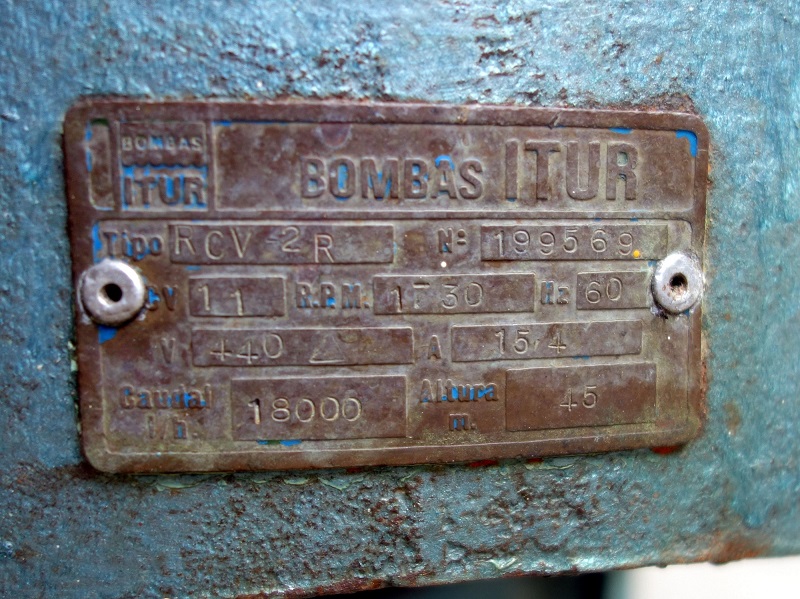 BOMBAS
ITUR
BOMBAS ITUR
Tipo RCV 2R Nº 199569
CV 11 R.P.M. 1730 Hz 60
V 440 A 15,4
Caudal l/h. 18000 Altura m. 45